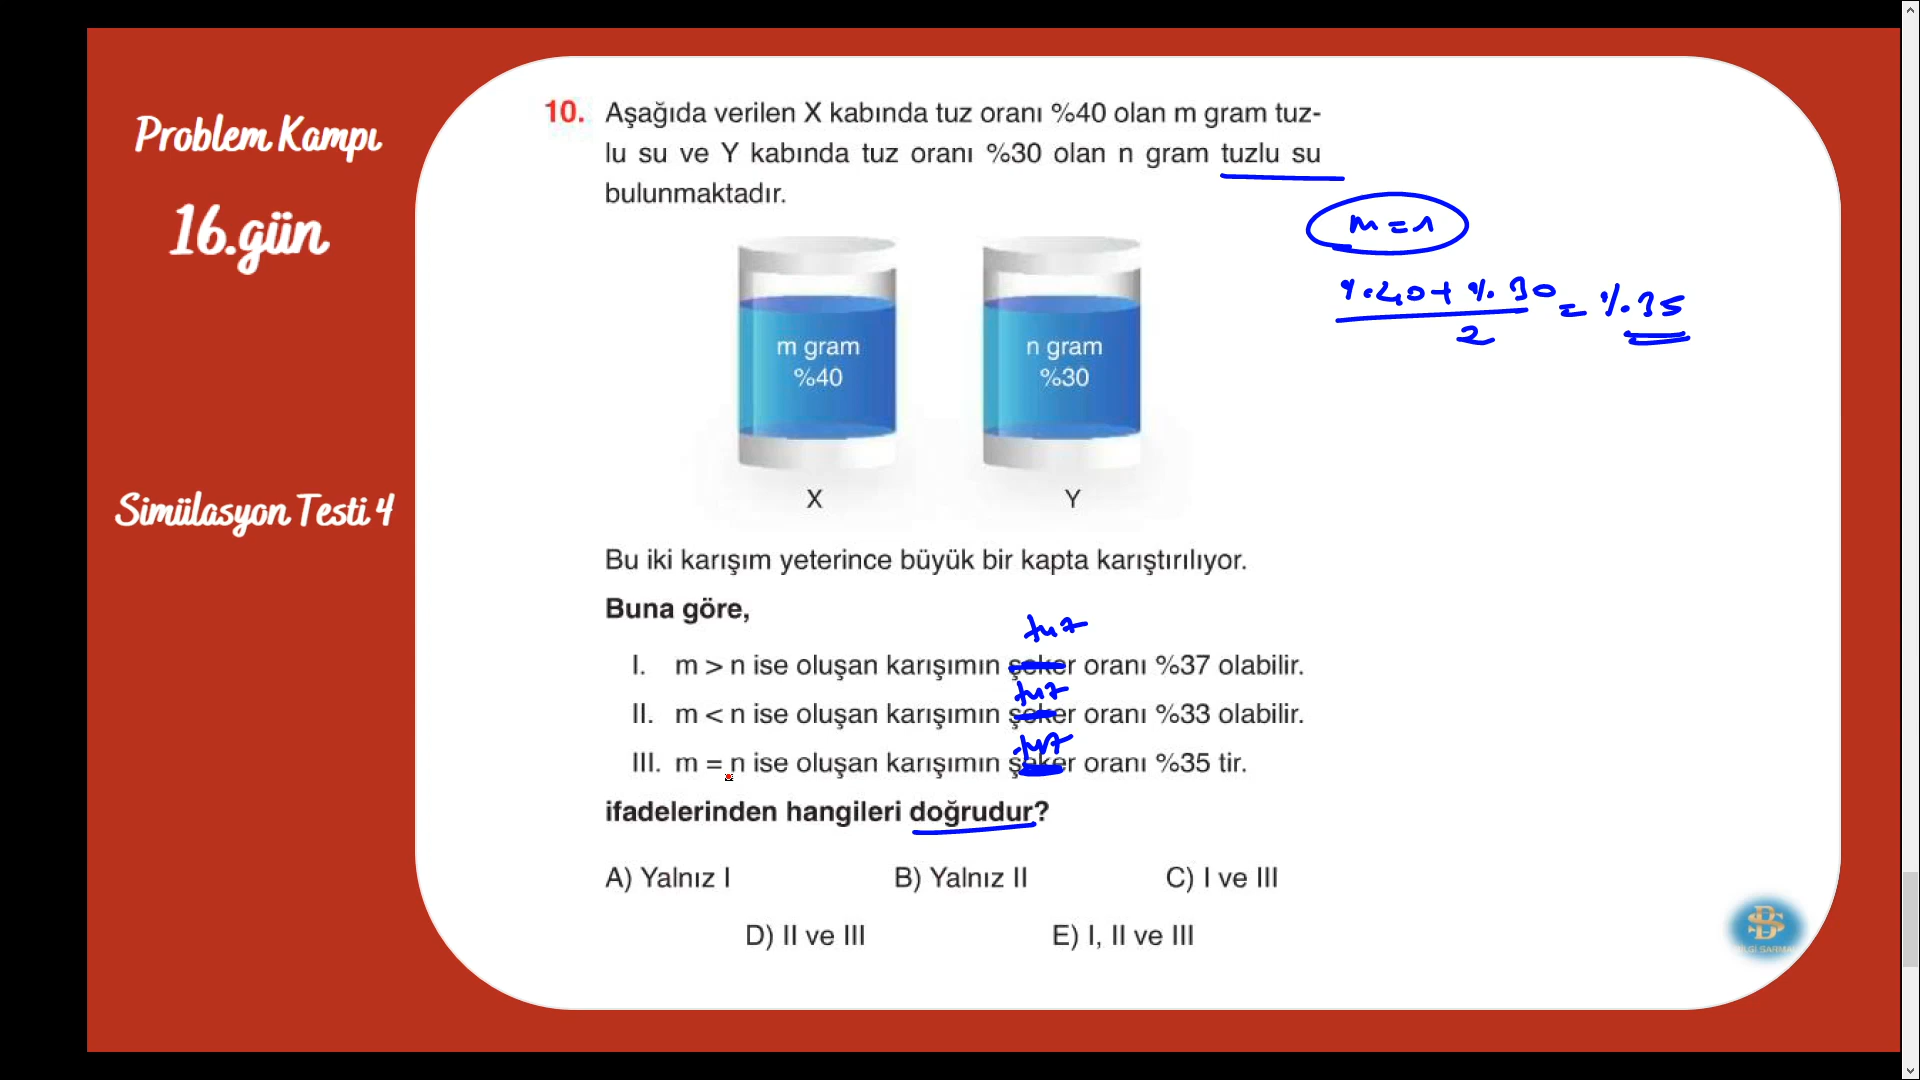 Problem Kampı
16.gün
Simülasyon Testi 4
10. Aşağıda verilen X kabında tuz oranı %40 olan m gram tuz-
lu su ve Y kabında tuz oranı %30 olan n gram tuzlu su
bulunmaktadır.
m = n
%40 + %30 = %35
2
m gram
%40
n gram
%30
X
Y
Bu iki karışım yeterince büyük bir kapta karıştırılıyor.
Buna göre,
tuz
I. m > n ise oluşan karışımın şeker oranı %37 olabilir.
tuz
II. m < n ise oluşan karışımın şeker oranı %33 olabilir.
tuz
III. m = n ise oluşan karışımın şeker oranı %35 tir.
ifadelerinden hangileri doğrudur?
A) Yalnız I
B) Yalnız II
C) I ve III
D) II ve III
E) I, II ve III